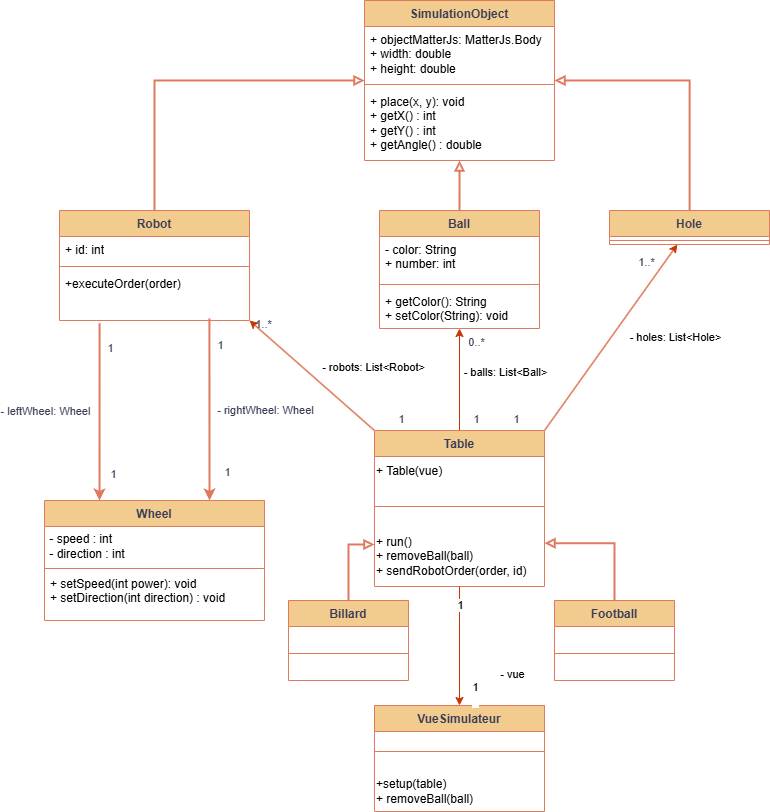 SimulationObject
+ objectMatterJs: MatterJs.Body
+ width: double
+ height: double
+ place(x, y): void
+ getX() : int
+ getY() : int
+ getAngle() : double
Robot
+ id: int
+executeOrder(order)
Ball
- color: String
+ number: int
+ getColor(): String
+ setColor(String): void
Hole
1..*
1..*
0..*
1
1
- holes: List<Hole>
- robots: List<Robot>
- balls: List<Ball>
- leftWheel: Wheel
- rightWheel: Wheel
1
1
1
1
1
Table
+ Table(vue)
+ run()
+ removeBall(ball)
+ sendRobotOrder(order, id)
Wheel
- speed : int
- direction : int
+ setSpeed(int power): void
+ setDirection(int direction) : void
Billard
Football
1
- vue
1
VueSimulateur
+setup(table)
+ removeBall(ball)